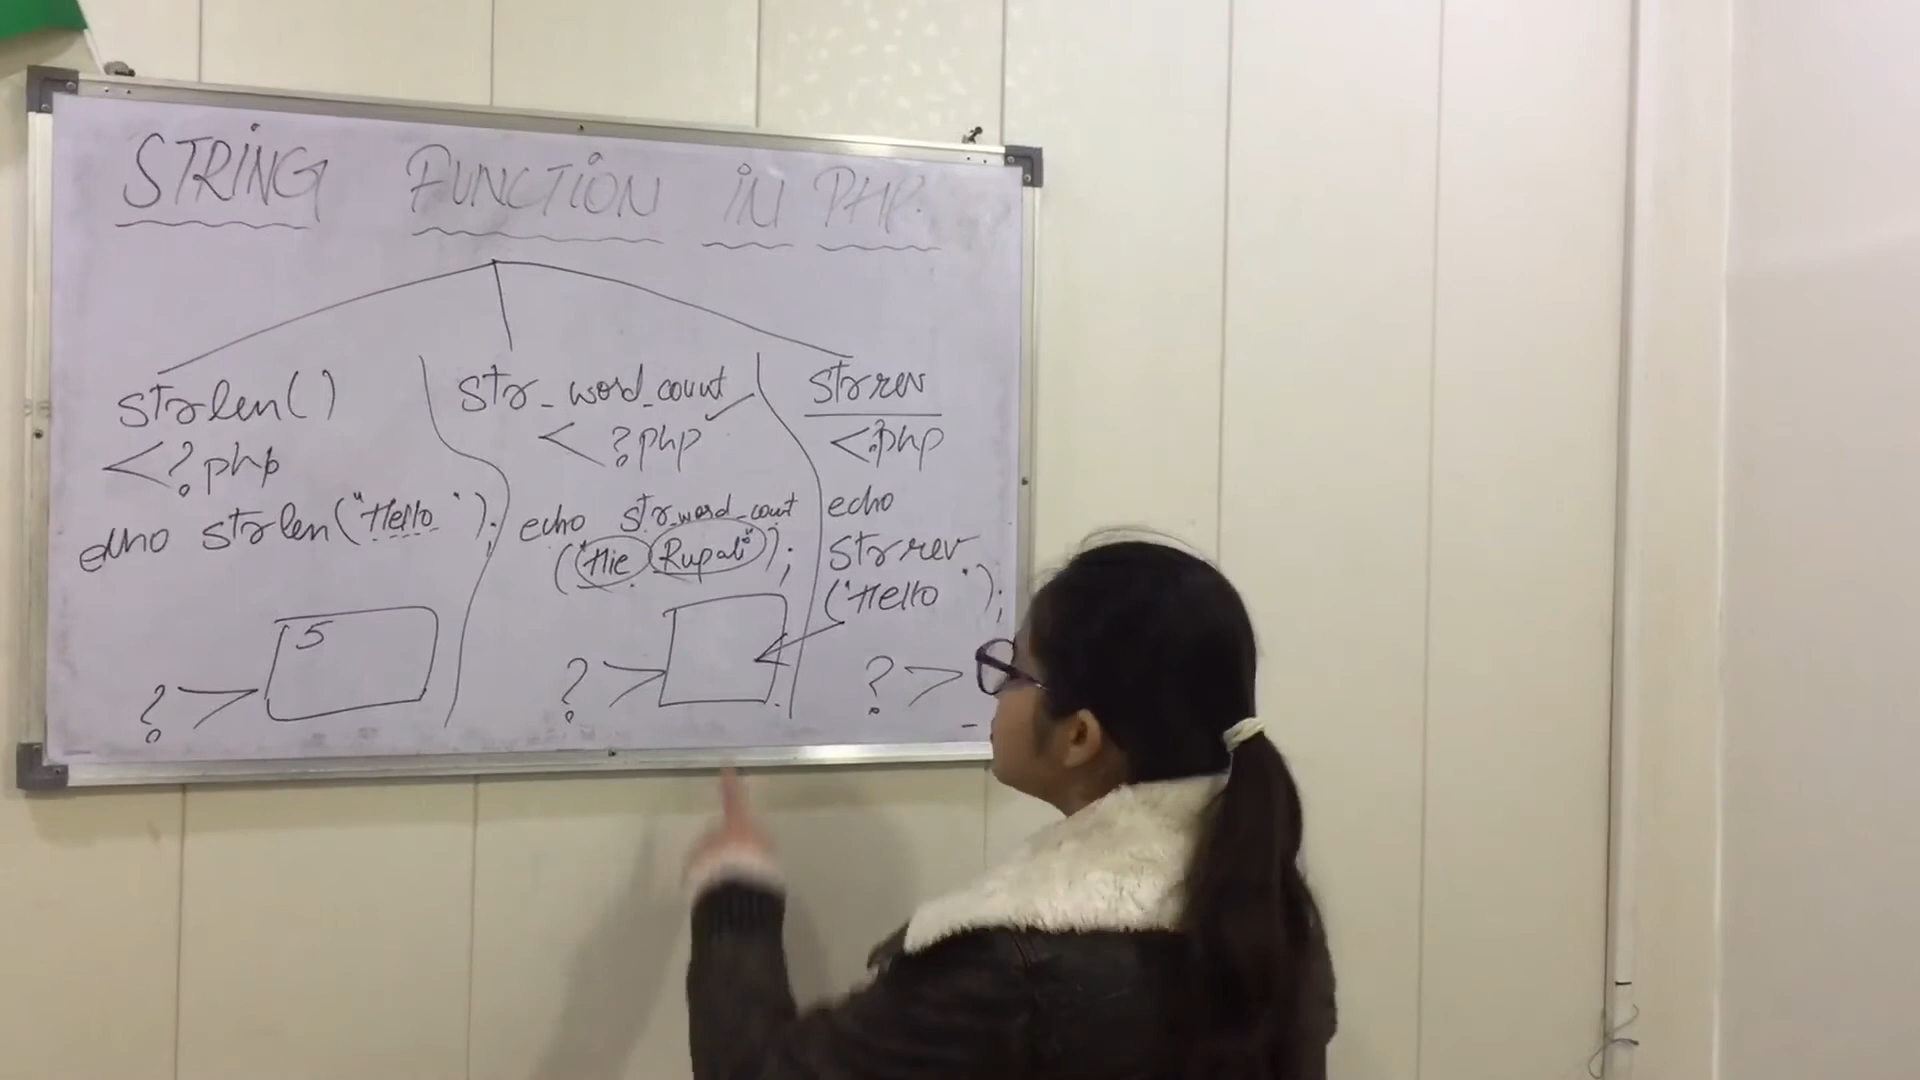 STRING FUNCTION IN PHP.
strlen()
<?php
echo strlen("Hello");
5
?>
str_word_count
<?php
echo str_word_count
("Hie Rupali");
?>
strrev
<?php
echo
strrev
("Hello");
?>